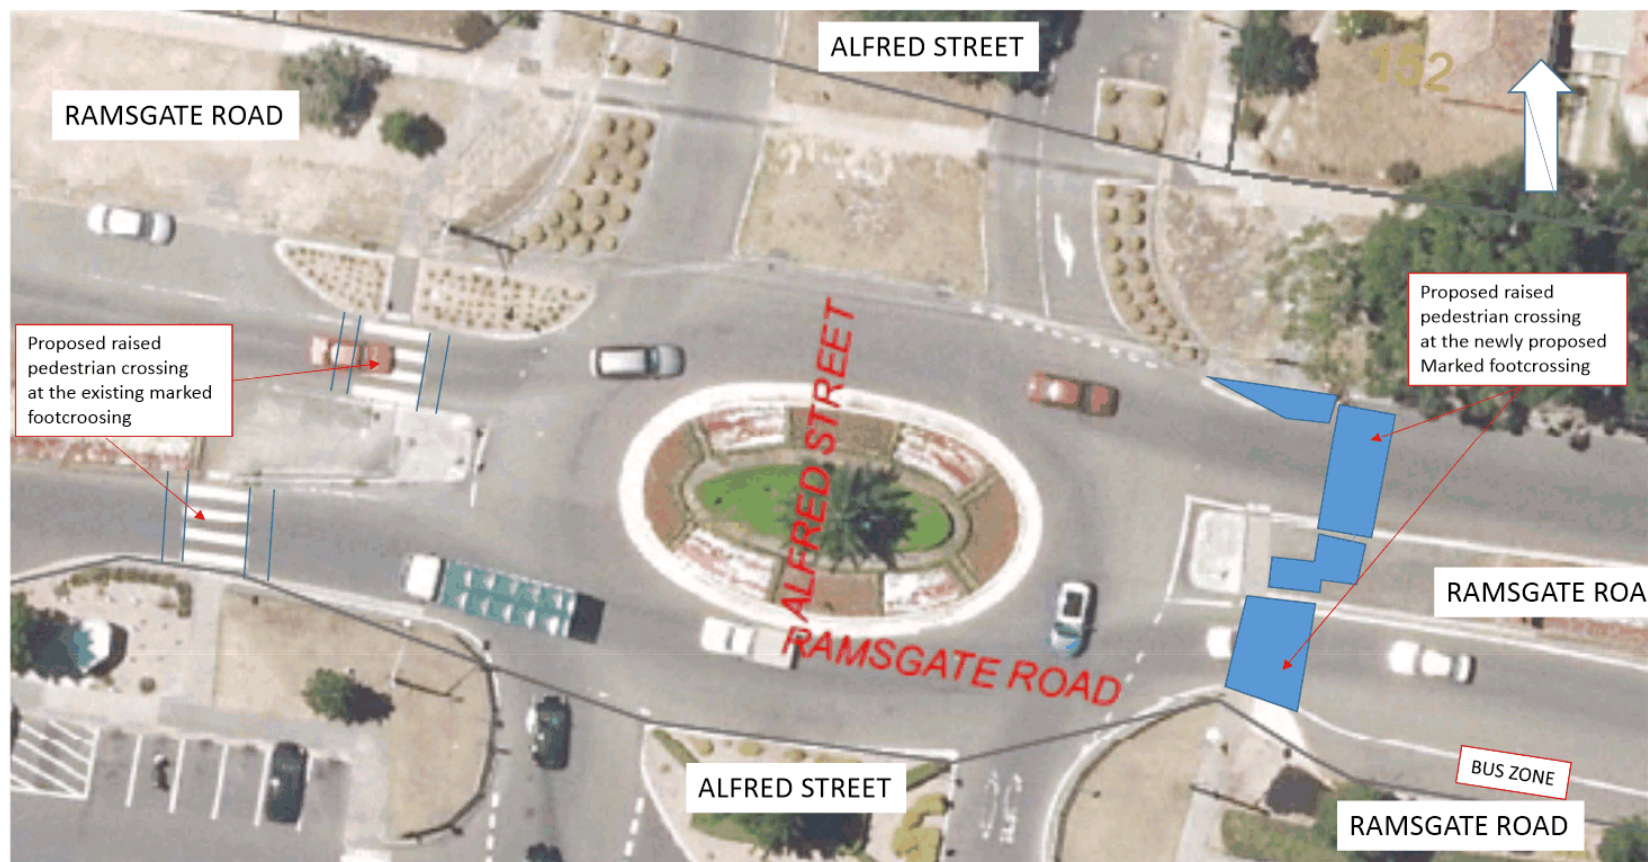 ALFRED STREET
152
RAMSGATE ROAD
Proposed raised
pedestrian crossing
at the newly proposed
Marked footcrossing
Proposed raised
pedestrian crossing
at the existing marked
footcroosing
ALFRED STREET
RAMSGATE ROA
RAMSGATE ROAD
BUS ZONE
ALFRED STREET
RAMSGATE ROAD